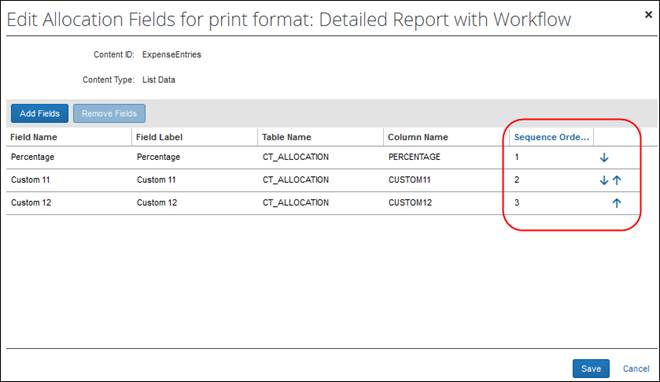 Edit Allocation Fields for print format: Detailed Report with Workflow
Content ID: ExpenseEntries
Content Type: List Data
Add Fields Remove Fields
Field Name Field Label Table Name Column Name Sequence Orde...
Percentage Percentage CT_ALLOCATION PERCENTAGE 1
Custom 11 Custom 11 CT_ALLOCATION CUSTOM11 2
Custom 12 Custom 12 CT_ALLOCATION CUSTOM12 3
Save Cancel